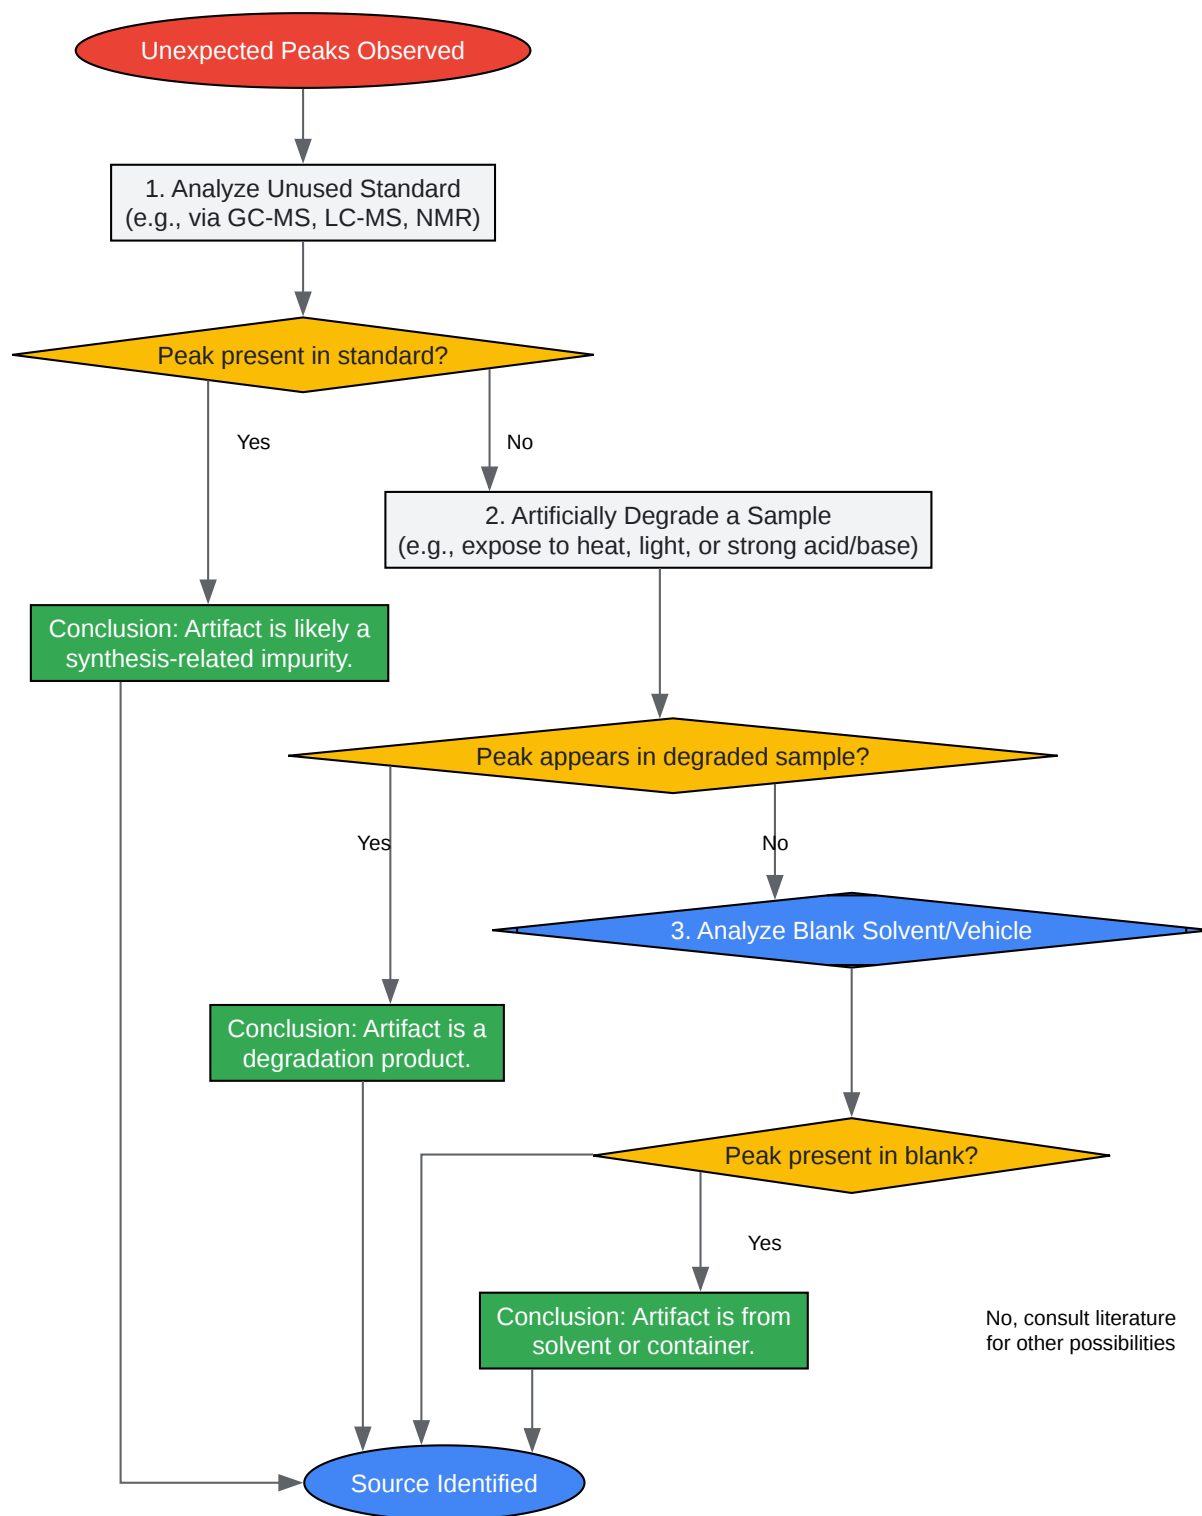 Unexpected Peaks Observed
1. Analyze Unused Standard
(e.g., via GC-MS, LC-MS, NMR)
Peak present in standard?
Yes
No
2. Artificially Degrade a Sample
(e.g., expose to heat, light, or strong acid/base)
Conclusion: Artifact is likely a
synthesis-related impurity.
Peak appears in degraded sample?
Yes
No
3. Analyze Blank Solvent/Vehicle
Conclusion: Artifact is a
degradation product.
Peak present in blank?
Yes
Conclusion: Artifact is from
solvent or container.
No, consult literature
for other possibilities
Source Identified